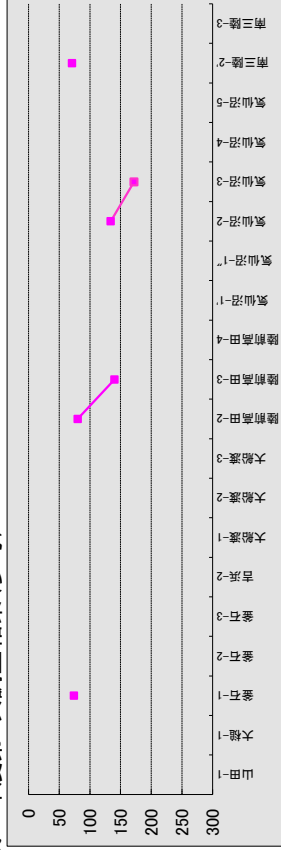 南三陸-3
南三陸-2'
気仙沼-5
気仙沼-4
気仙沼-3
気仙沼-2
気仙沼-1"
気仙沼-1'
陸前高田-4
陸前高田-3
陸前高田-2
大船渡-3
大船渡-2
大船渡-1
吉浜-2
釜石-3
釜石-2
釜石-1
大槌-1
山田-1
0
50
100
150
200
250
300